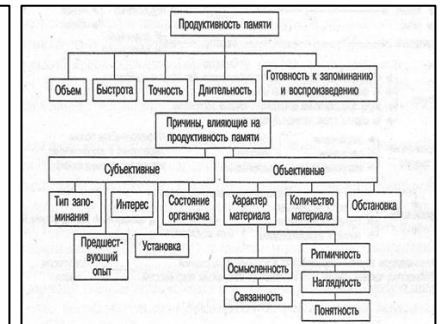 Продуктивность памяти
Объем
Быстрота
Точность
Длительность
Готовность к запоминанию
и воспроизведению
Причины, влияющие на
продуктивность памяти
Субъективные
Объективные
Тип запо-
минания
Интерес
Состояние
организма
Характер
материала
Количество
материала
Обстановка
Предшест-
вующий
опыт
Установка
Осмысленность
Связанность
Ритмичность
Наглядность
Понятность